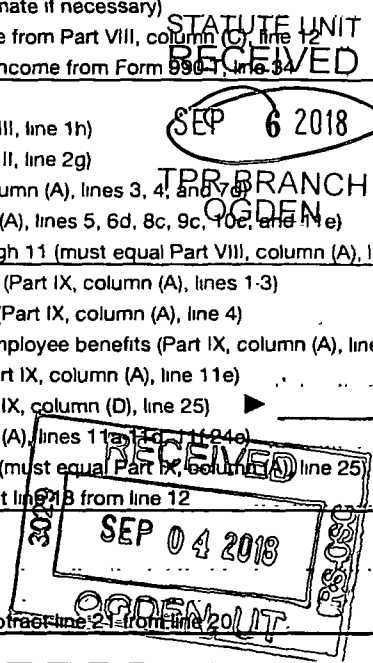 mate if necessary)
STATUTE UNIT
e from Part VIII, column (C), line 12
RECEIVED
ncome from Form 990-T, line 34
SEP 6 2018
III, line 1h)
II, line 2g)
TPR BRANCH
umn (A), lines 3, 4, and 7d)
OGDEN
(A), lines 5, 6d, 8c, 9c, 10c, and 11e)
gh 11 (must equal Part VIII, column (A), l
(Part IX, column (A), lines 1-3)
(Part IX, column (A), line 4)
mployee benefits (Part IX, column (A), line
rt IX, column (A), line 11e)
IX, column (D), line 25) ▶
(A), lines 11a-11d, 11f-24e)
RECEIVED
(must equal Part IX, column (A), line 25)
t line 18 from line 12
SEP 04 2018
IRS-OSC
OGDEN, UT
btract line 21 from line 20